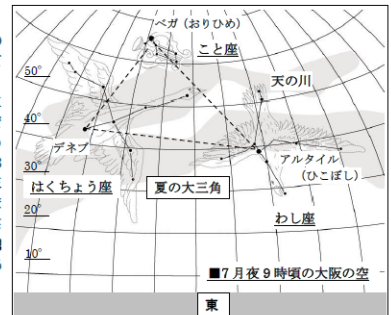 ベガ（おりひめ）
こと座
50°
天の川
40°
デネブ
アルタイル
（ひこぼし）
30°
はくちょう座
夏の大三角
わし座
20°
10°
■7月夜9時頃の大阪の空
東